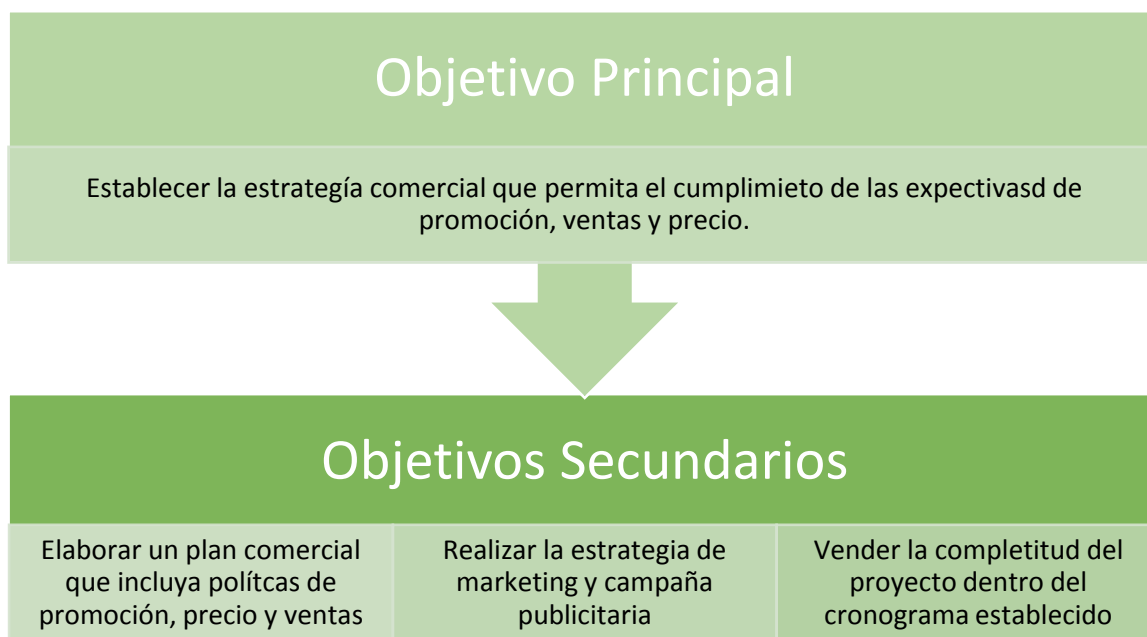 Objetivo Principal
Establecer la estrategía comercial que permita el cumplimieto de las expectivasd de
promoción, ventas y precio.
Objetivos Secundarios
Elaborar un plan comercial
que incluya polítcas de
promoción, precio y ventas
Realizar la estrategia de
marketing y campaña
publicitaria
Vender la completitud del
proyecto dentro del
cronograma establecido